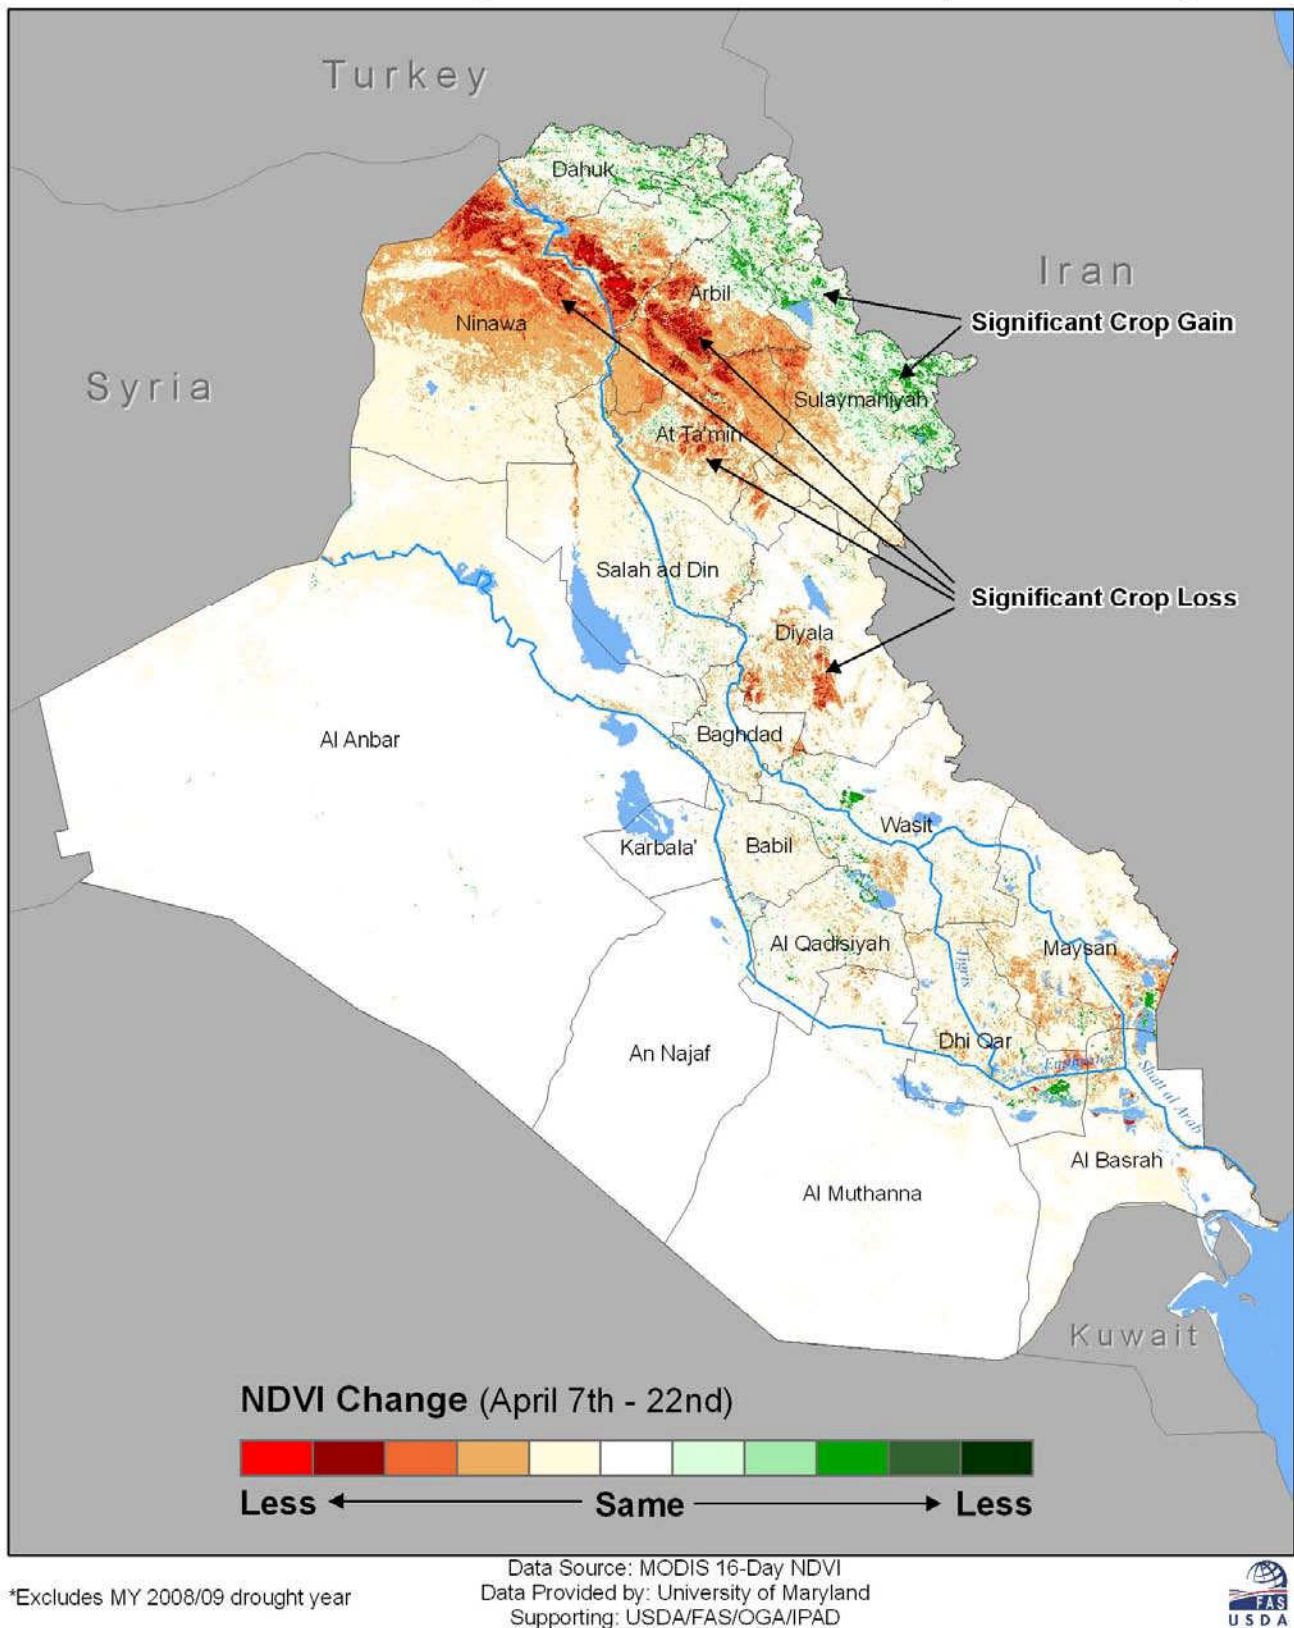 Turkey
Dahuk
Iran
Arbil
Significant Crop Gain
Ninawa
Syria
Sulaymaniyah
At Ta'min
Salah ad Din
Significant Crop Loss
Diyala
Baghdad
Al Anbar
Wasit
Karbala'
Babil
Al Qadisiyah
Maysan
Tigris
Dhi Qar
An Najaf
Euphrates
Shatt al Arab
Al Basrah
Al Muthanna
Kuwait
NDVI Change (April 7th - 22nd)
Less Same Less
Data Source: MODIS 16-Day NDVI
*Excludes MY 2008/09 drought year
Data Provided by: University of Maryland
Supporting: USDA/FAS/OGA/IPAD
FAS
USDA